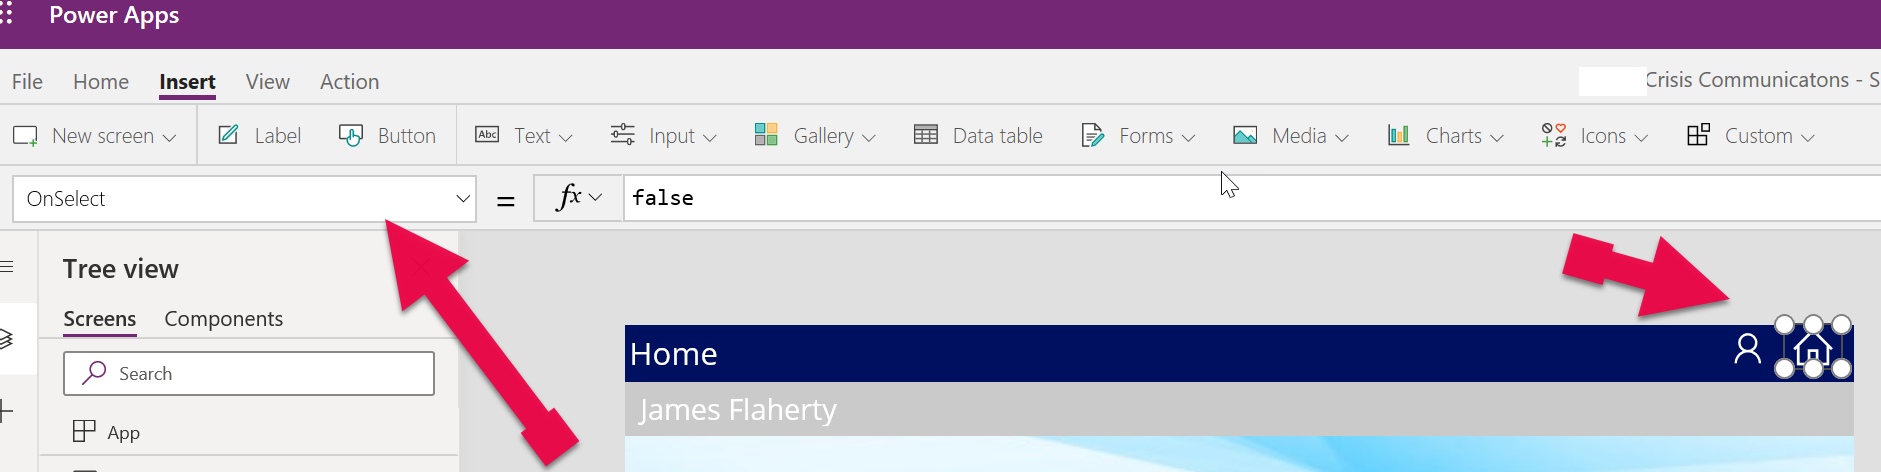 Power Apps
File Home Insert View Action
Crisis Communicatons - S
New screen Label Button Abc Text Input Gallery Data table Forms Media Charts Icons Custom
OnSelect = fx false
Tree view
Screens Components
Search
App
Home
James Flaherty